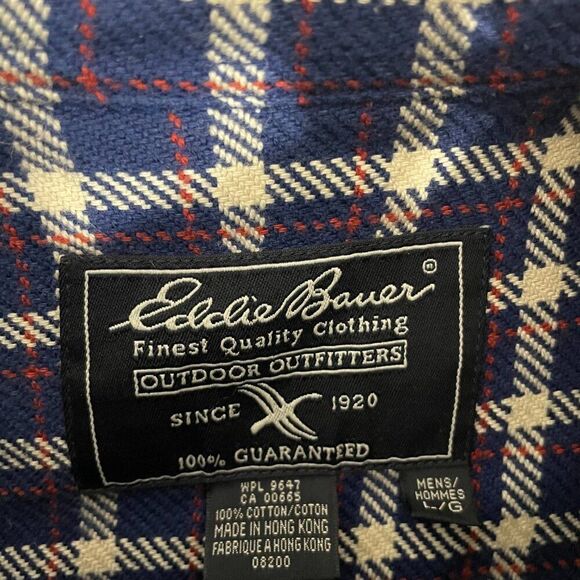 Eddie Bauer®
Finest Quality Clothing
OUTDOOR OUTFITTERS
SINCE 1920
100% GUARANTEED
WPL 9647
CA 00665
100% COTTON/COTON
MADE IN HONG KONG
FABRIQUE A HONG KONG
08200
MENS/
HOMMES
L/G